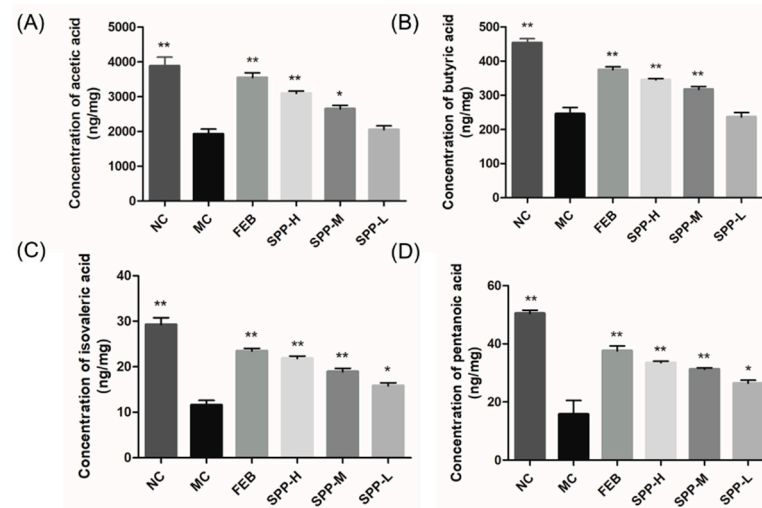 (A)
Concentration of acetic acid
(ng/mg)
5000
4000
3000
2000
1000
0
**
**
**
*
NC
MC
FEB
SPP-H
SPP-M
SPP-L
(B)
Concentration of butyric acid
(ng/mg)
500
400
300
200
100
0
**
**
**
**
NC
MC
FEB
SPP-H
SPP-M
SPP-L
(C)
Concentration of isovaleric acid
(ng/mg)
40
30
20
10
0
**
**
**
**
*
NC
MC
FEB
SPP-H
SPP-M
SPP-L
(D)
Concentration of pentanoic acid
(ng/mg)
60
40
20
0
**
**
**
**
*
NC
MC
FEB
SPP-H
SPP-M
SPP-L